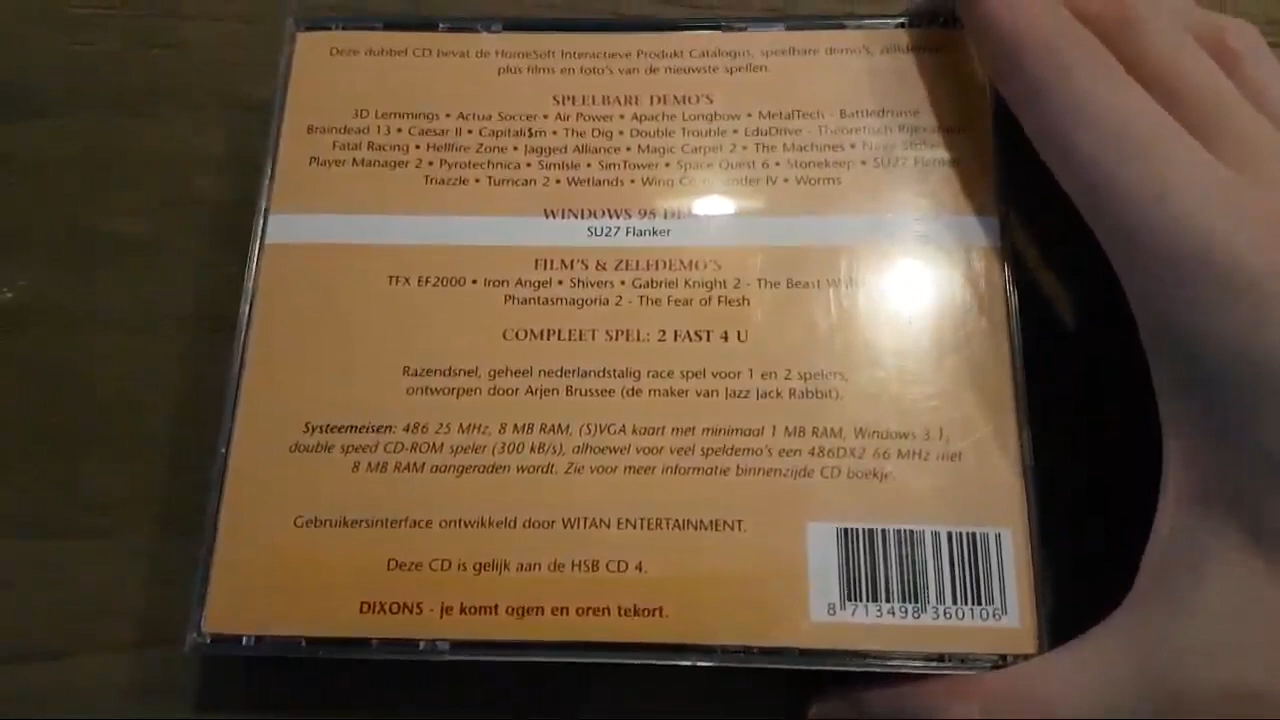 Deze dubbel CD bevat de HomeSoft Interactieve Produkt Catalogus, speelbare demo's,
plus films en foto's van de nieuwste spellen.
SPEELBARE DEMO'S
3D Lemmings • Actua Soccer • Air Power • Apache Longbow • MetalTech - Battledrome
Braindead 13 • Caesar II • Capitali$m • The Dig • Double Trouble • EduDrive - Theoretisch
Fatal Racing • Hellfire Zone • Jagged Alliance • Magic Carpet 2 • The Machines •
Player Manager 2 • Pyrotechnica • SimIsle • SimTower • Space Quest 6 • Stonekeep • SU27 Flanker
Triazzle • Turrican 2 • Wetlands • Wing Commander IV • Worms
WINDOWS 95
SU27 Flanker
FILM'S & ZELFDEMO'S
TFX EF2000 • Iron Angel • Shivers • Gabriel Knight 2 - The Beast
Phantasmagoria 2 - The Fear of Flesh
COMPLEET SPEL: 2 FAST 4 U
Razendsnel, geheel nederlandstalig race spel voor 1 en 2 spelers,
ontworpen door Arjen Brussee (de maker van Jazz Jack Rabbit).
Systeemeisen: 486 25 MHz, 8 MB RAM, (S)VGA kaart met minimaal 1 MB RAM, Windows 3.1,
double speed CD-ROM speler (300 kB/s), alhoewel voor veel speldemo's een 486DX2 66 MHz met
8 MB RAM aangeraden wordt. Zie voor meer informatie binnenzijde CD boekje.
Gebruikersinterface ontwikkeld door WITAN ENTERTAINMENT.
Deze CD is gelijk aan de HSB CD 4.
DIXONS - je komt ogen en oren tekort.
8 713498 360106